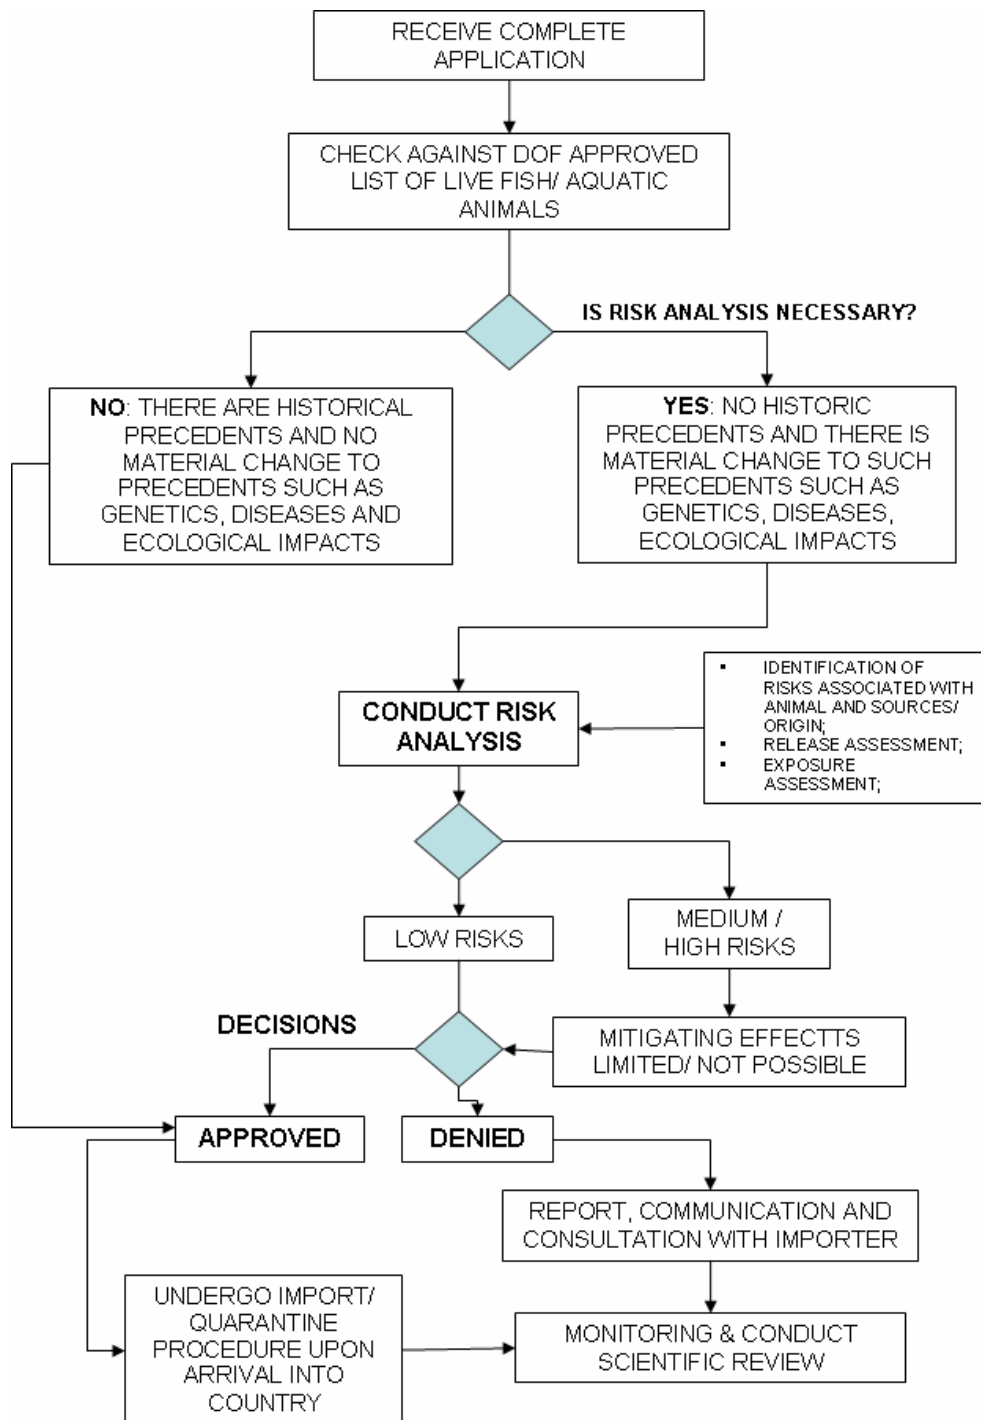 RECEIVE COMPLETE
APPLICATION
CHECK AGAINST DOF APPROVED
LIST OF LIVE FISH/ AQUATIC
ANIMALS
IS RISK ANALYSIS NECESSARY?
NO: THERE ARE HISTORICAL
PRECEDENTS AND NO
MATERIAL CHANGE TO
PRECEDENTS SUCH AS
GENETICS, DISEASES AND
ECOLOGICAL IMPACTS
YES: NO HISTORIC
PRECEDENTS AND THERE IS
MATERIAL CHANGE TO SUCH
PRECEDENTS SUCH AS
GENETICS, DISEASES,
ECOLOGICAL IMPACTS
CONDUCT RISK
ANALYSIS
▪ IDENTIFICATION OF
RISKS ASSOCIATED WITH
ANIMAL AND SOURCES/
ORIGIN;
▪ RELEASE ASSESSMENT;
▪ EXPOSURE
ASSESSMENT;
LOW RISKS
MEDIUM /
HIGH RISKS
DECISIONS
MITIGATING EFFECTTS
LIMITED/ NOT POSSIBLE
APPROVED
DENIED
REPORT, COMMUNICATION AND
CONSULTATION WITH IMPORTER
UNDERGO IMPORT/
QUARANTINE
PROCEDURE UPON
ARRIVAL INTO
COUNTRY
MONITORING & CONDUCT
SCIENTIFIC REVIEW